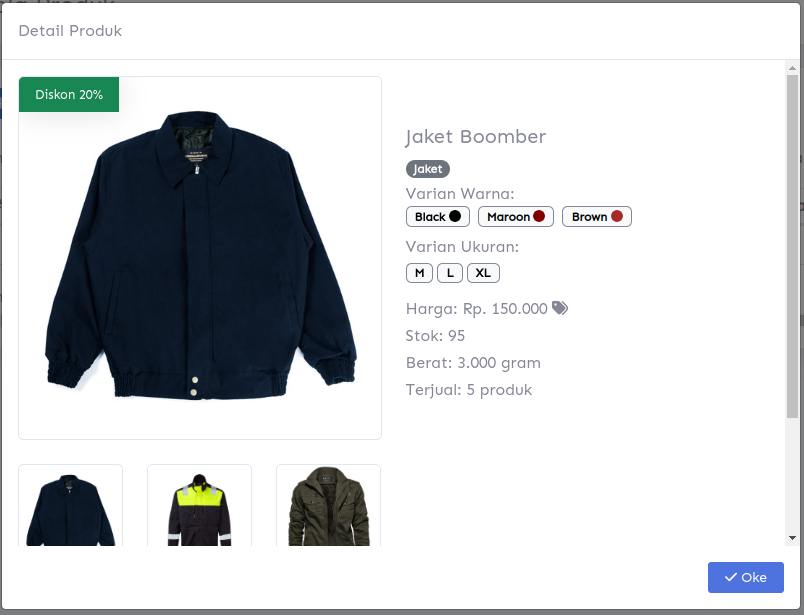 Detail Produk
Diskon 20%
Jaket Boomber
Jaket
Varian Warna:
Black Maroon Brown
Varian Ukuran:
M L XL
Harga: Rp. 150.000
Stok: 95
Berat: 3.000 gram
Terjual: 5 produk
Oke